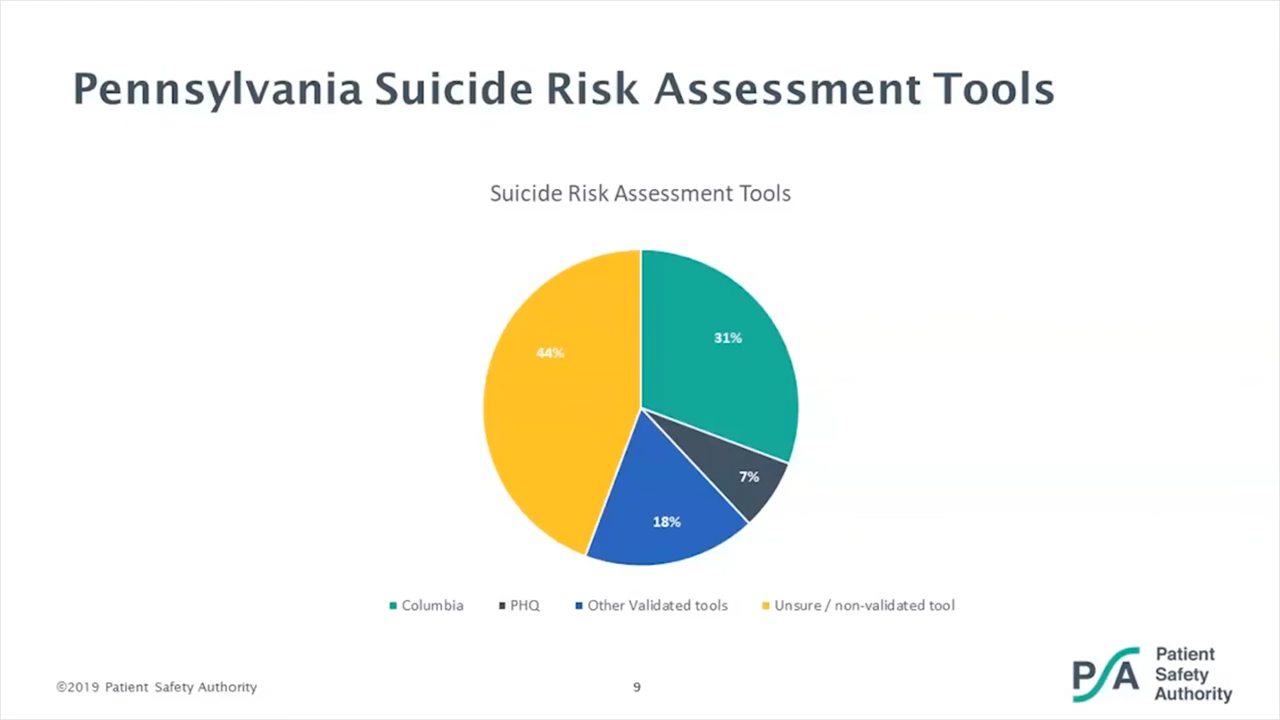 Pennsylvania Suicide Risk Assessment Tools
Suicide Risk Assessment Tools
31%
44%
7%
18%
Columbia
PHQ
Other Validated tools
Unsure / non-validated tool
©2019 Patient Safety Authority
9
PSA
Patient
Safety
Authority